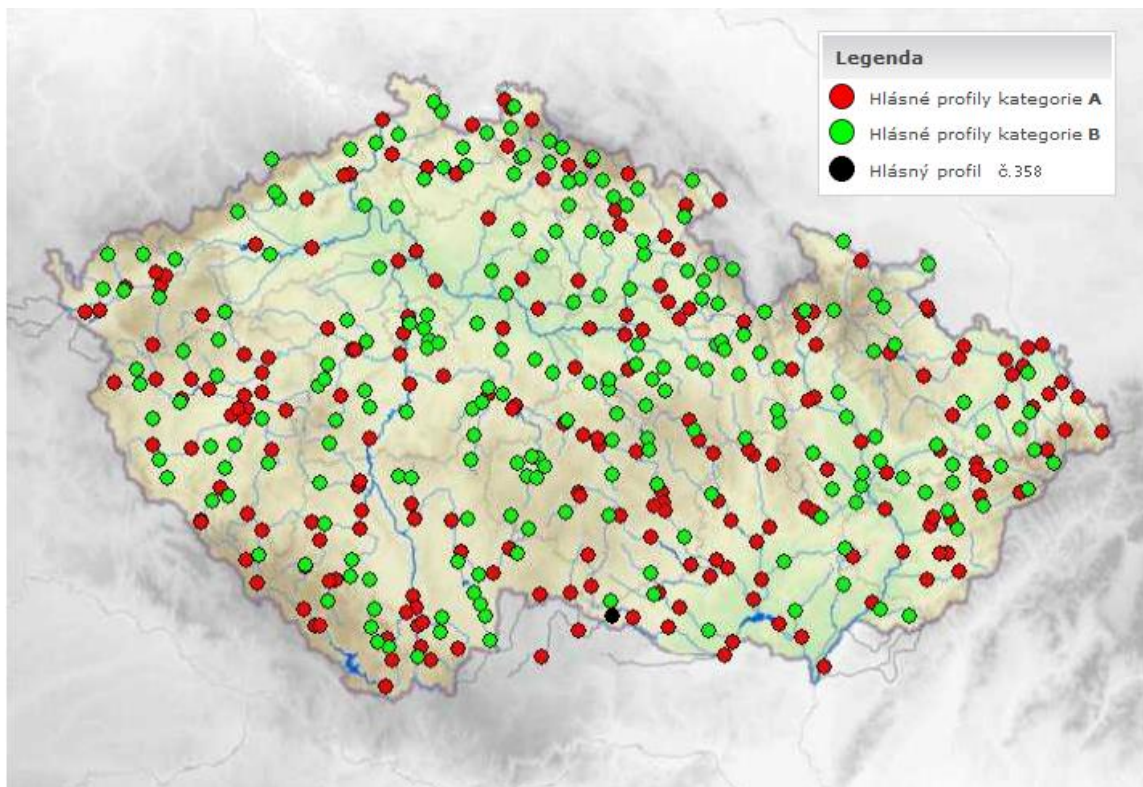 Legenda
Hlásné profily kategorie A
Hlásné profily kategorie B
Hlásný profil č.358